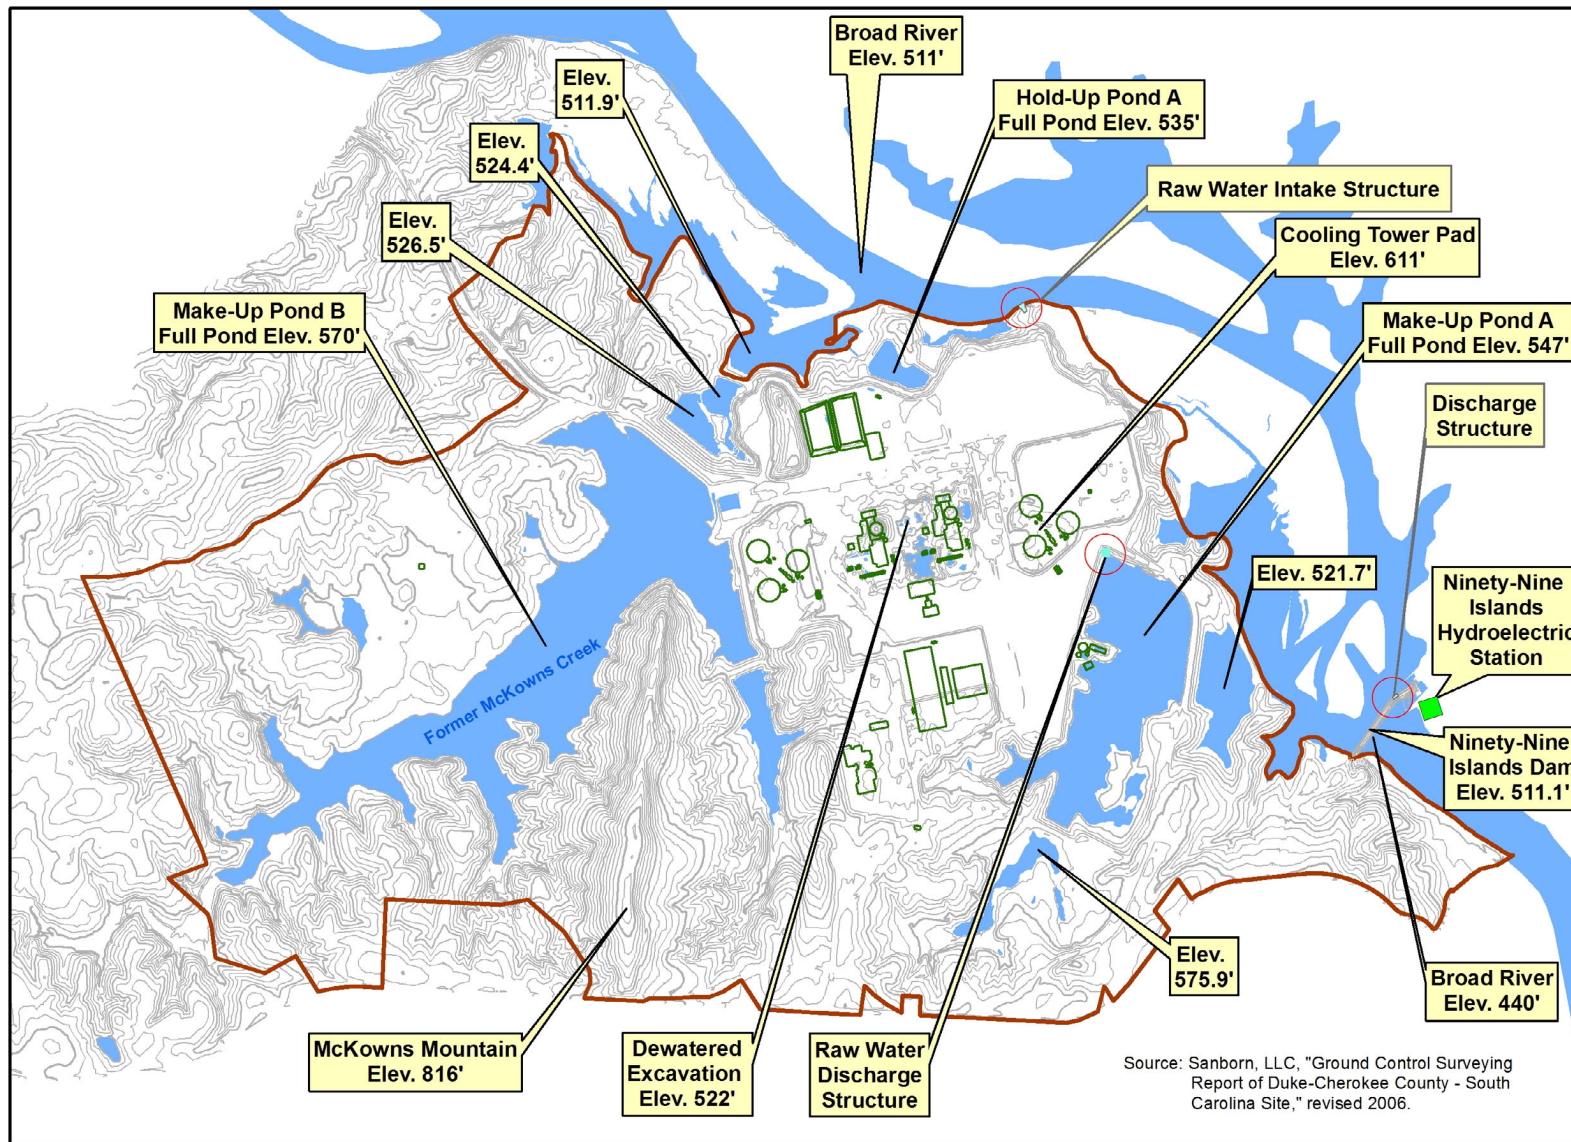 Broad River
Elev. 511'
Elev.
511.9'
Hold-Up Pond A
Full Pond Elev. 535'
Elev.
524.4'
Raw Water Intake Structure
Elev.
526.5'
Cooling Tower Pad
Elev. 611'
Make-Up Pond B
Full Pond Elev. 570'
Make-Up Pond A
Full Pond Elev. 547'
Discharge
Structure
Elev. 521.7'
Ninety-Nine
Islands
Hydroelectric
Station
Former McKowns Creek
Ninety-Nine
Islands Dam
Elev. 511.1'
Elev.
575.9'
Broad River
Elev. 440'
McKowns Mountain
Elev. 816'
Dewatered
Excavation
Elev. 522'
Raw Water
Discharge
Structure
Source: Sanborn, LLC, "Ground Control Surveying
Report of Duke-Cherokee County - South
Carolina Site," revised 2006.